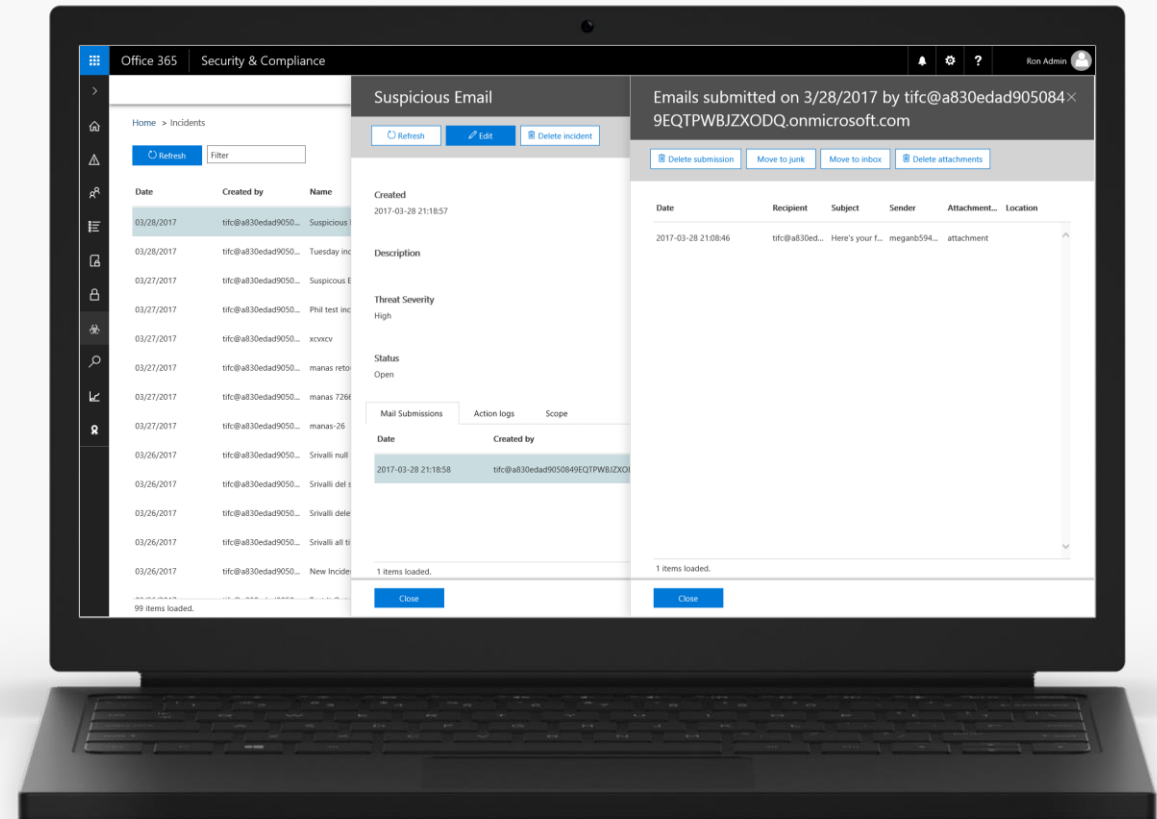 Office 365 Security & Compliance
Ron Admin
Home > Incidents
Refresh
Filter
Date Created by Name
03/28/2017 tifc@a830edad9050... Suspicious
03/28/2017 tifc@a830edad9050... Tuesday inc
03/27/2017 tifc@a830edad9050... Suspicous E
03/27/2017 tifc@a830edad9050... Phil test inc
03/27/2017 tifc@a830edad9050... xcvxcv
03/27/2017 tifc@a830edad9050... manas reto
03/27/2017 tifc@a830edad9050... manas 7266
03/27/2017 tifc@a830edad9050... manas-26
03/26/2017 tifc@a830edad9050... Srivalli null
03/26/2017 tifc@a830edad9050... Srivalli del s
03/26/2017 tifc@a830edad9050... Srivalli dele
03/26/2017 tifc@a830edad9050... Srivalli all ti
03/26/2017 tifc@a830edad9050... New Incide
99 items loaded.
Suspicious Email
Refresh Edit Delete incident
Created
2017-03-28 21:18:57
Description
Threat Severity
High
Status
Open
Mail Submissions Action logs Scope
Date Created by
2017-03-28 21:18:58 tifc@a830edad9050849EQTPWBJZXO
1 items loaded.
Close
Emails submitted on 3/28/2017 by tifc@a830edad905084
9EQTPWBJZXODQ.onmicrosoft.com
Delete submission Move to junk Move to inbox Delete attachments
Date Recipient Subject Sender Attachment... Location
2017-03-28 21:08:46 tifc@a830ed... Here's your f... meganb594... attachment
1 items loaded.
Close